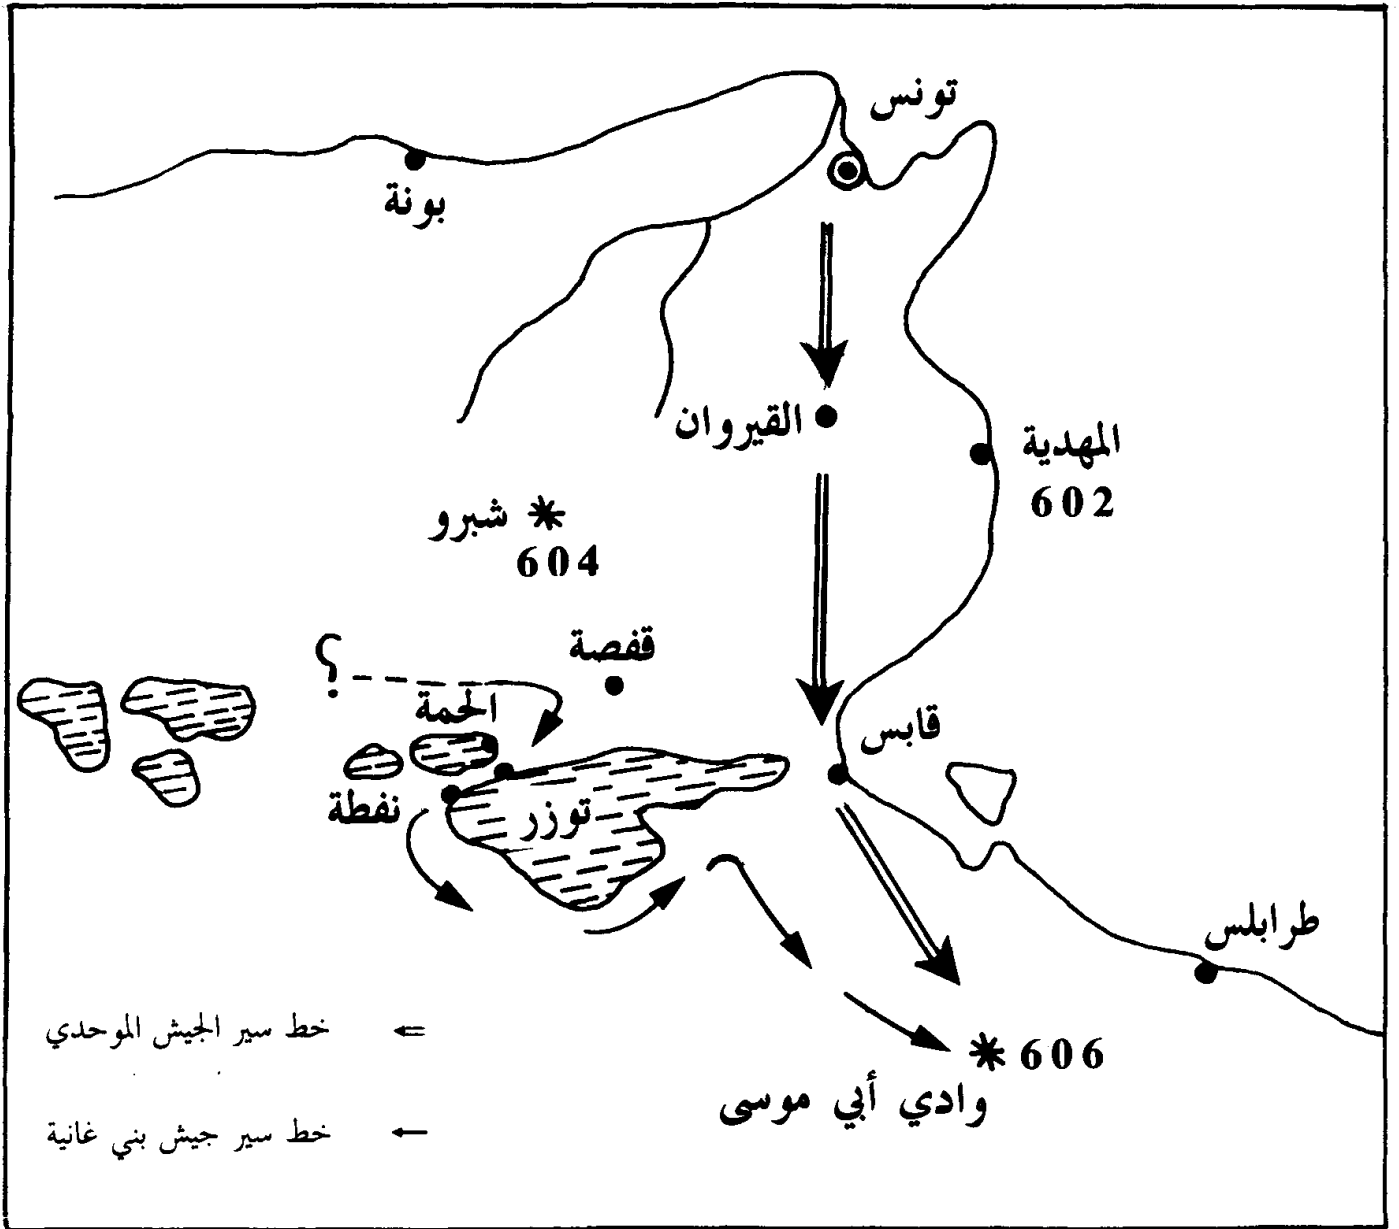 تونس
بونة
القيروان
المهدية
602
شبرو
604
قفصة
؟
الحمة
قابس
نفطة
توزر
طرابلس
606
وادي أبي موسى
خط سير الجيش الموحدي
خط سير جيش بني غانية